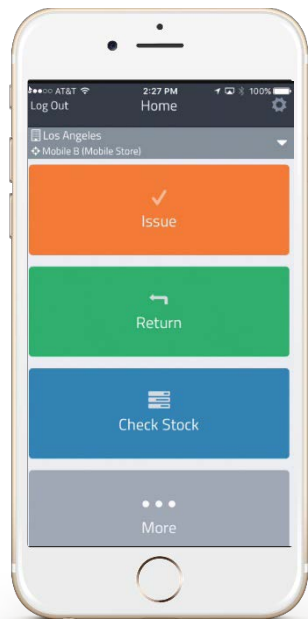 AT&T 2:27 PM 100%
Log Out Home
Los Angeles
Mobile B (Mobile Store)
Issue
Return
Check Stock
More